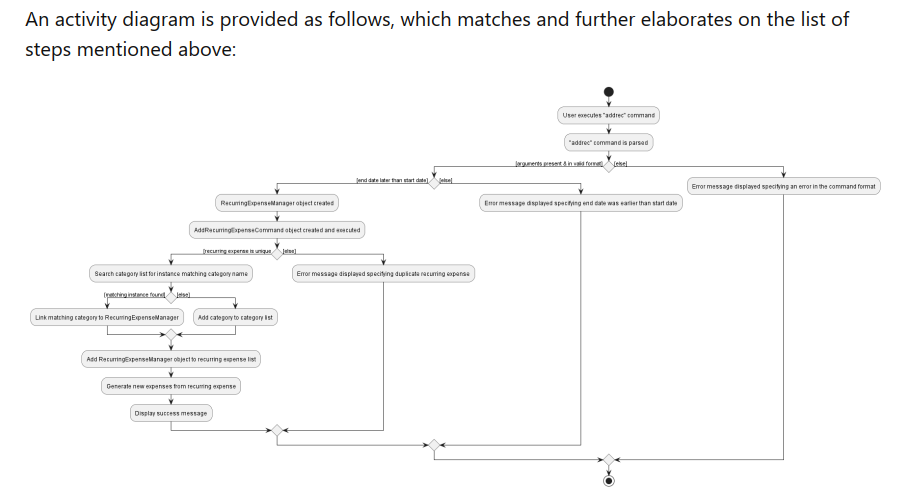 An activity diagram is provided as follows, which matches and further elaborates on the list of
steps mentioned above:
User executes "addrec" command
"addrec" command is parsed
[arguments present & in valid format]
[else]
[end date later than start date]
[else]
Error message displayed specifying an error in the command format
RecurringExpenseManager object created
Error message displayed specifying end date was earlier than start date
AddRecurringExpenseCommand object created and executed
[recurring expense is unique
[else]
Search category list for instance matching category name
Error message displayed specifying duplicate recurring expense
[matching instance found]
[else]
Link matching category to RecurringExpenseManager
Add category to category list
Add RecurringExpenseManager object to recurring expense list
Generate new expenses from recurring expense
Display success message